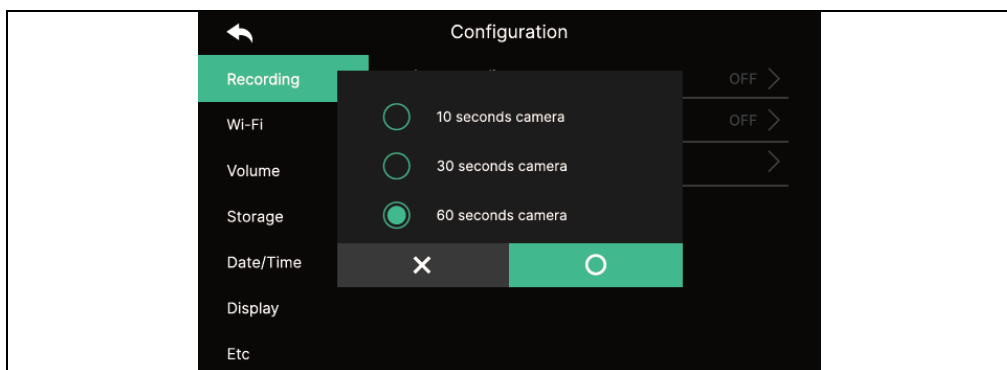 Configuration
Recording
OFF
Wi-Fi
10 seconds camera
OFF
Volume
30 seconds camera
Storage
60 seconds camera
Date/Time
Display
Etc